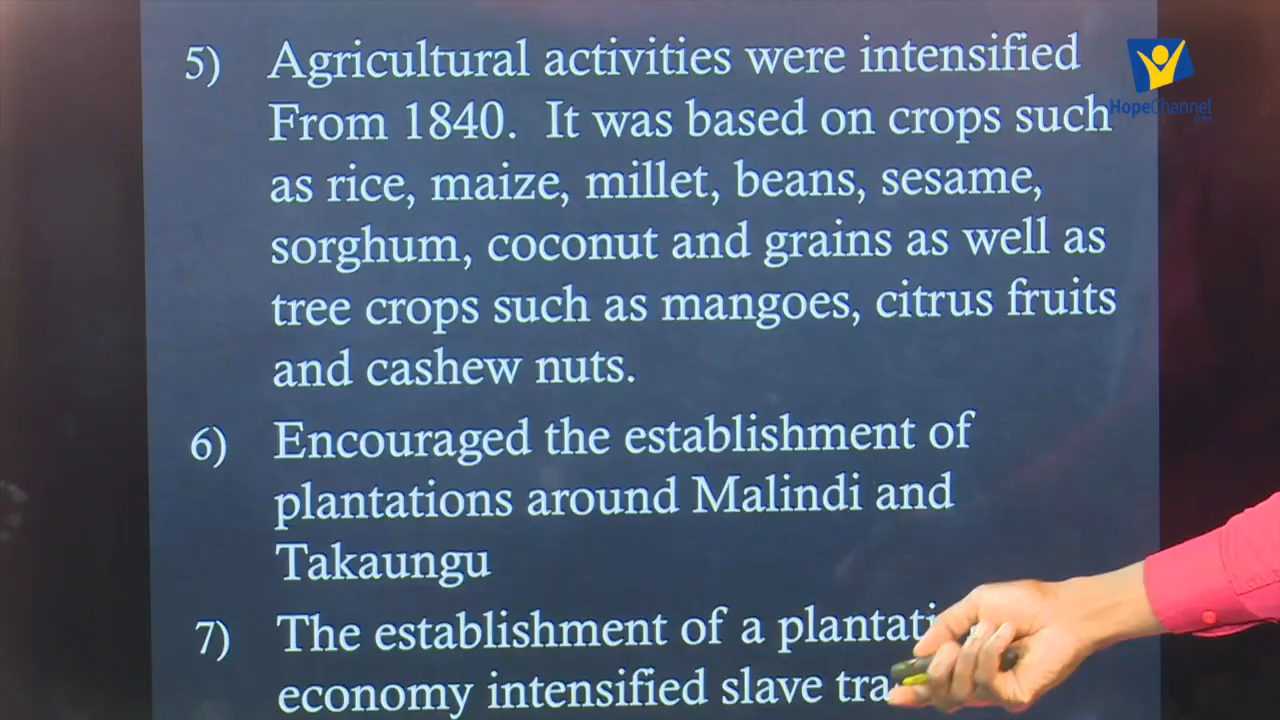 5) Agricultural activities were intensified
From 1840. It was based on crops such
as rice, maize, millet, beans, sesame,
sorghum, coconut and grains as well as
tree crops such as mangoes, citrus fruits
and cashew nuts.
6) Encouraged the establishment of
plantations around Malindi and
Takaungu
7) The establishment of a
economy intensified slave
HopeChannel